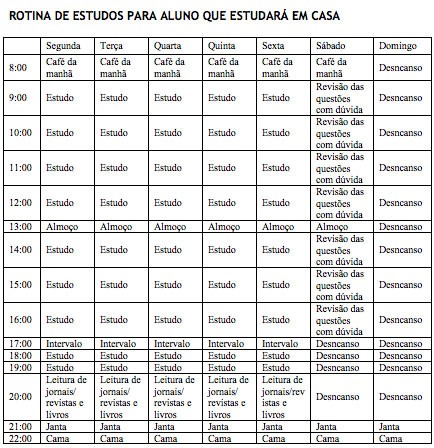 ROTINA DE ESTUDOS PARA ALUNO QUE ESTUDARÁ EM CASA
Segunda Terça Quarta Quinta Sexta Sábado Domingo
8:00 Café da manhã Café da manhã Café da manhã Café da manhã Café da manhã Café da manhã Desncanso
9:00 Estudo Estudo Estudo Estudo Estudo Revisão das questões com dúvida Desncanso
10:00 Estudo Estudo Estudo Estudo Estudo Revisão das questões com dúvida Desncanso
11:00 Estudo Estudo Estudo Estudo Estudo Revisão das questões com dúvida Desncanso
12:00 Estudo Estudo Estudo Estudo Estudo Revisão das questões com dúvida Desncanso
13:00 Almoço Almoço Almoço Almoço Almoço Almoço Desncanso
14:00 Estudo Estudo Estudo Estudo Estudo Revisão das questões com dúvida Desncanso
15:00 Estudo Estudo Estudo Estudo Estudo Revisão das questões com dúvida Desncanso
16:00 Estudo Estudo Estudo Estudo Estudo Revisão das questões com dúvida Desncanso
17:00 Intervalo Intervalo Intervalo Intervalo Intervalo Desncanso Desncanso
18:00 Estudo Estudo Estudo Estudo Estudo Desncanso Desncanso
19:00 Estudo Estudo Estudo Estudo Estudo Desncanso Desncanso
20:00 Leitura de jornais/ revistas e livros Leitura de jornais/ revistas e livros Leitura de jornais/ revistas e livros Leitura de jornais/ revistas e livros Leitura de jornais/rev istas e livros Desncanso Desncanso
21:00 Janta Janta Janta Janta Janta Janta Janta
22:00 Cama Cama Cama Cama Cama Cama Cama